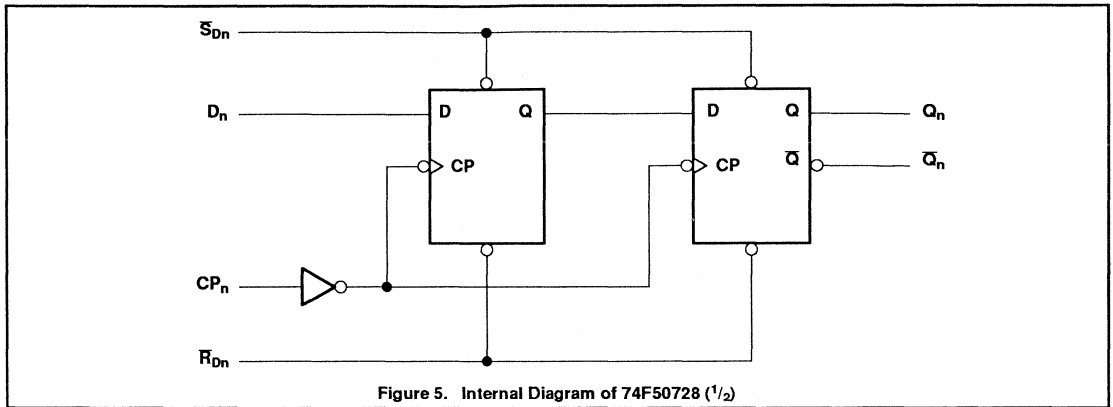 S̅Dn
Dn
D Q
D Q
Qn
CP
CP Q̅
Q̅n
CPn
R̅Dn
Figure 5. Internal Diagram of 74F50728 (1/2)